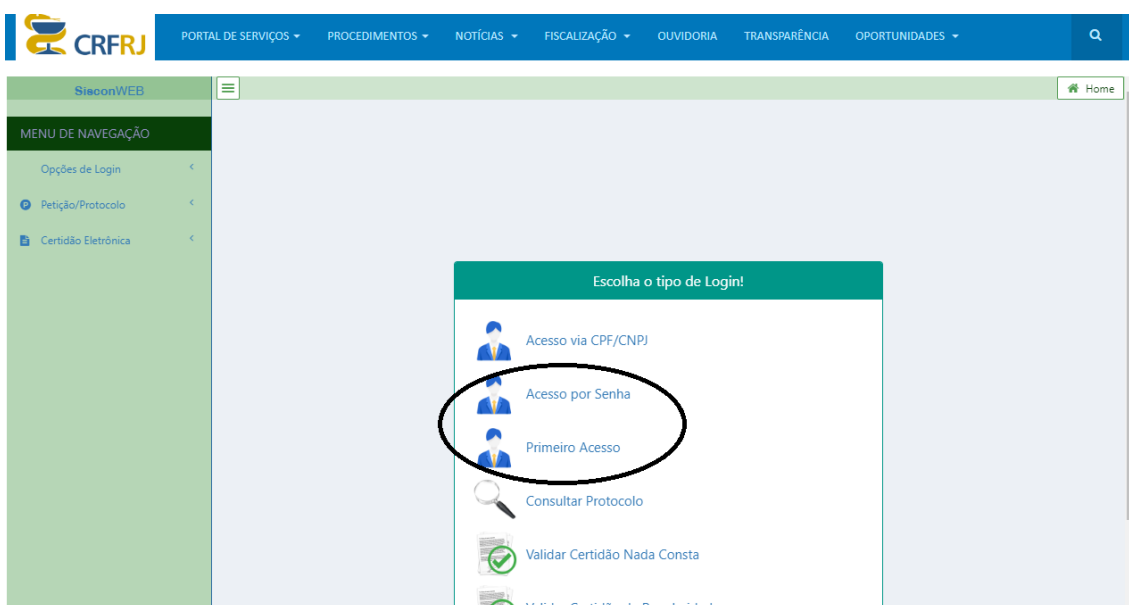 CRFRJ
PORTAL DE SERVIÇOS PROCEDIMENTOS NOTÍCIAS FISCALIZAÇÃO OUVIDORIA TRANSPARÊNCIA OPORTUNIDADES
SisconWEB
Home
MENU DE NAVEGAÇÃO
Opções de Login
Petição/Protocolo
Certidão Eletrônica
Escolha o tipo de Login!
Acesso via CPF/CNPJ
Acesso por Senha
Primeiro Acesso
Consultar Protocolo
Validar Certidão Nada Consta